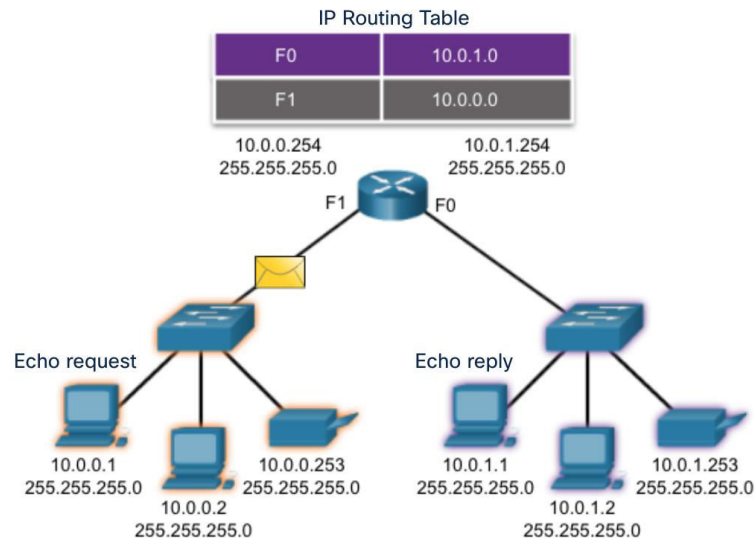 IP Routing Table
F0 10.0.1.0
F1 10.0.0.0
10.0.0.254 10.0.1.254
255.255.255.0 255.255.255.0
F1 F0
Echo request Echo reply
10.0.0.1 10.0.0.253 10.0.1.1 10.0.1.253
255.255.255.0 255.255.255.0 255.255.255.0 255.255.255.0
10.0.0.2 10.0.1.2
255.255.255.0 255.255.255.0